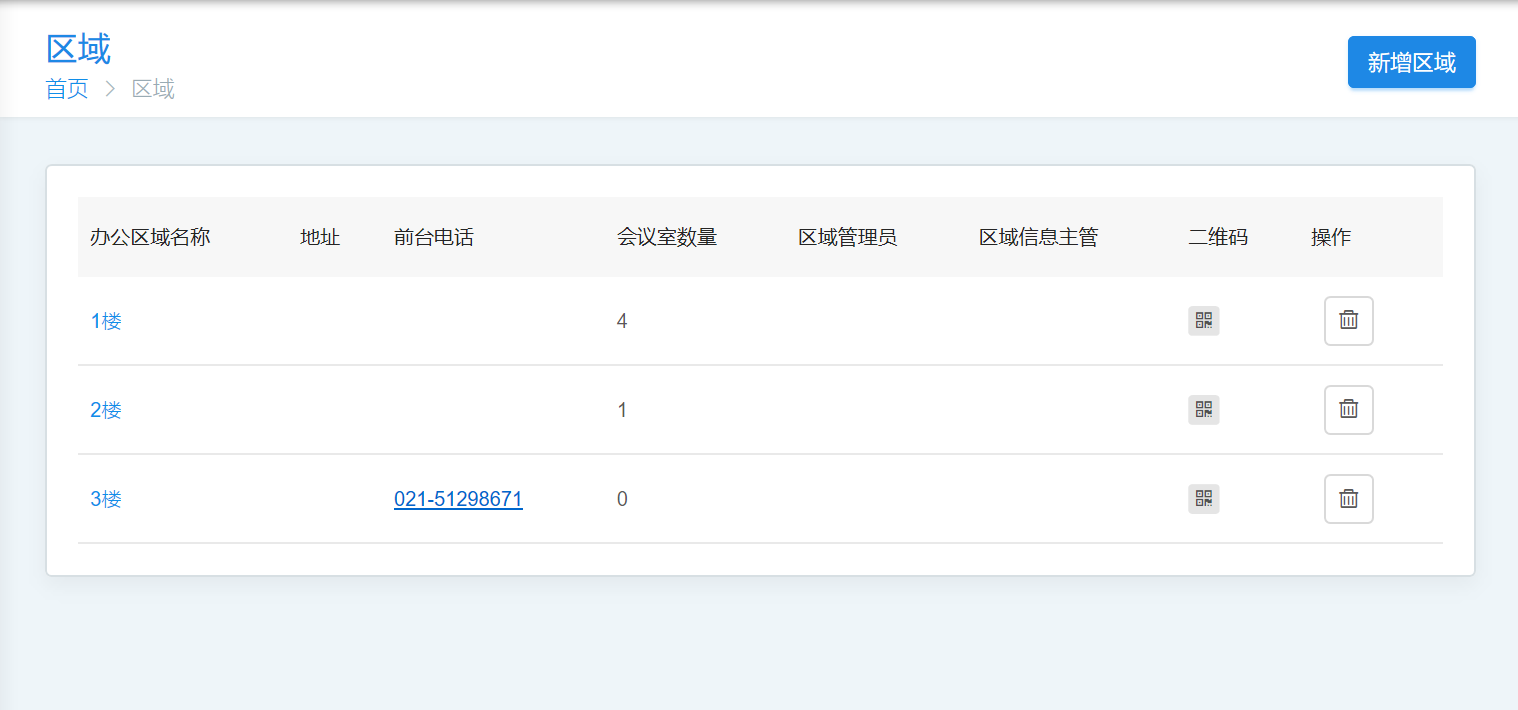 区域
首页 > 区域
新增区域
办公区域名称 地址 前台电话 会议室数量 区域管理员 区域信息主管 二维码 操作
1楼 4
2楼 1
3楼 021-51298671 0